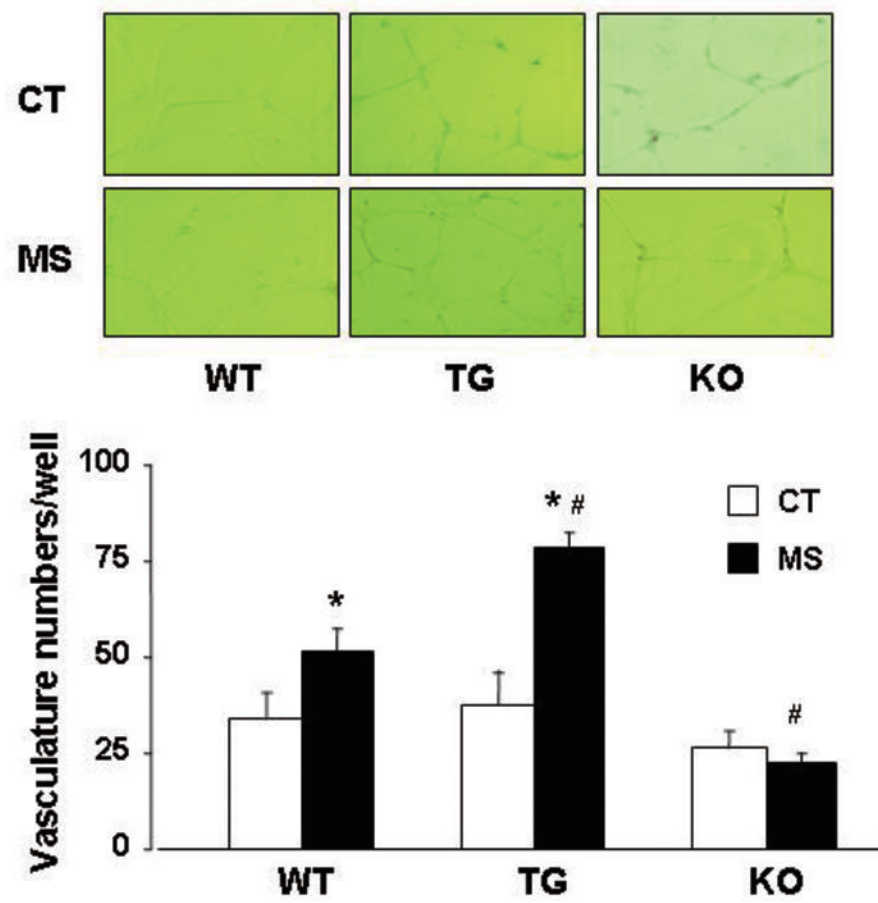 CT
MS
WT TG KO
Vasculature numbers/well
100
75
50
25
0
*
* #
#
CT
MS
WT TG KO